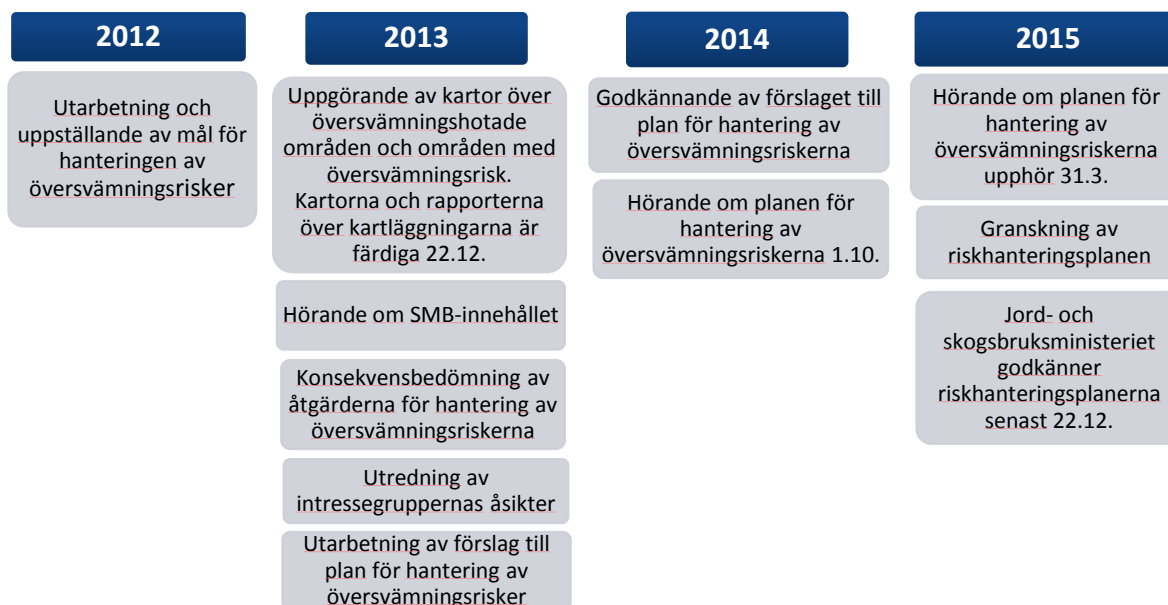 2012
Utarbetning och
uppställande av mål för
hanteringen av
översvämningsrisker
2013
Uppgörande av kartor över
översvämningshotade
områden och områden med
översvämningsrisk.
Kartorna och rapporterna
över kartläggningarna är
färdiga 22.12.
Hörande om SMB-innehållet
Konsekvensbedömning av
åtgärderna för hantering av
översvämningsriskerna
Utredning av
intressegruppernas åsikter
Utarbetning av förslag till
plan för hantering av
översvämningsrisker
2014
Godkännande av förslaget till
plan för hantering av
översvämningsriskerna
Hörande om planen för
hantering av
översvämningsriskerna 1.10.
2015
Hörande om planen för
hantering av
översvämningsriskerna
upphör 31.3.
Granskning av
riskhanteringsplanen
Jord- och
skogsbruksministeriet
godkänner
riskhanteringsplanerna
senast 22.12.